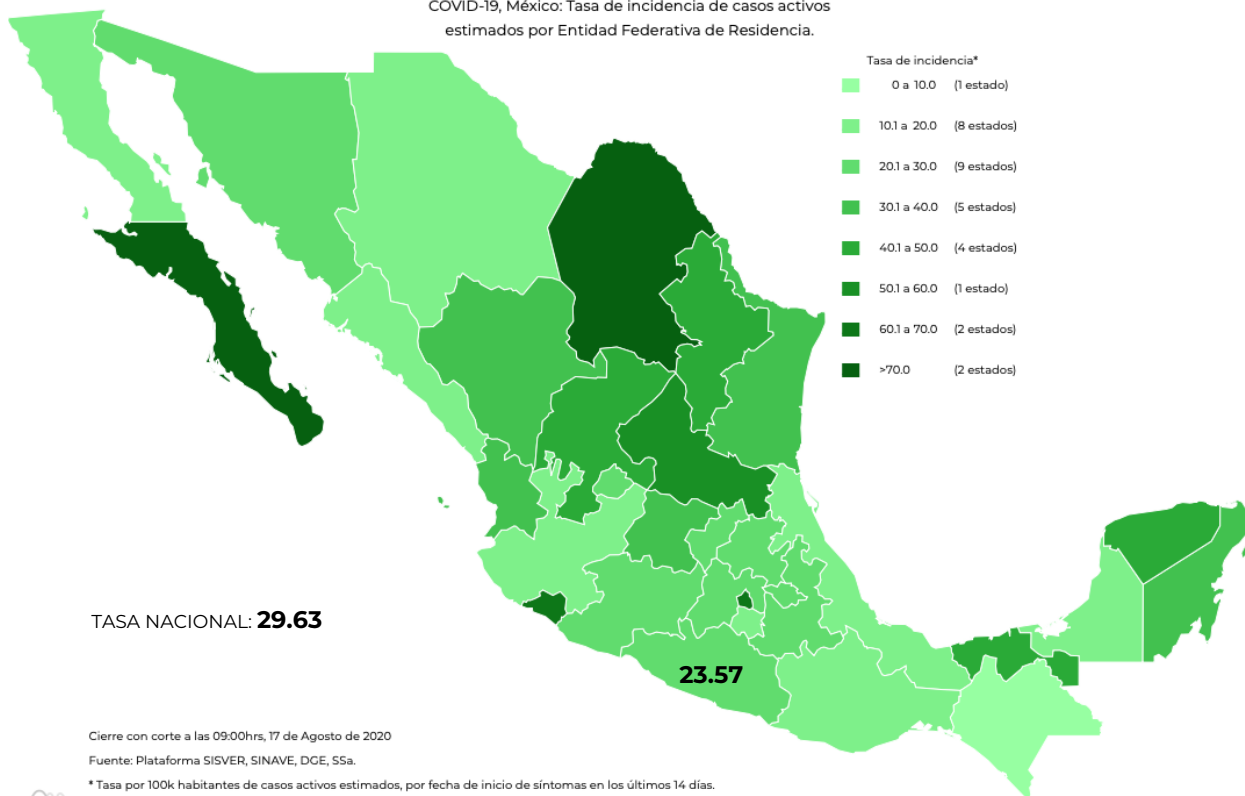 COVID-19, México: Tasa de incidencia de casos activos
estimados por Entidad Federativa de Residencia.
Tasa de incidencia*
0 a 10.0 (1 estado)
10.1 a 20.0 (8 estados)
20.1 a 30.0 (9 estados)
30.1 a 40.0 (5 estados)
40.1 a 50.0 (4 estados)
50.1 a 60.0 (1 estado)
60.1 a 70.0 (2 estados)
>70.0 (2 estados)
TASA NACIONAL: 29.63
23.57
Cierre con corte a las 09:00hrs, 17 de Agosto de 2020
Fuente: Plataforma SISVER, SINAVE, DGE, SSa.
* Tasa por 100k habitantes de casos activos estimados, por fecha de inicio de síntomas en los últimos 14 días.